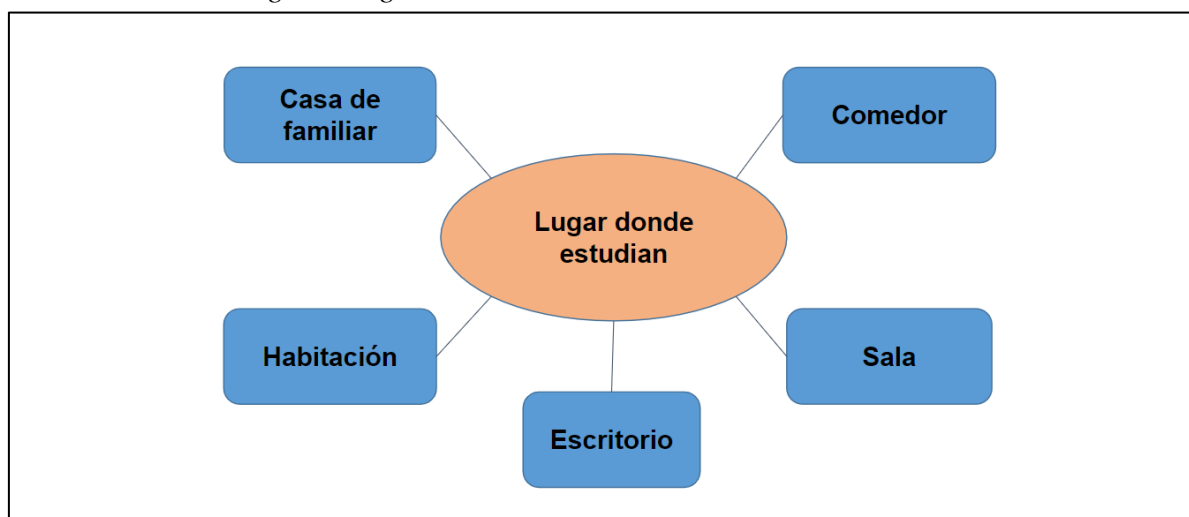 Casa de
familiar
Comedor
Lugar donde
estudian
Habitación
Sala
Escritorio